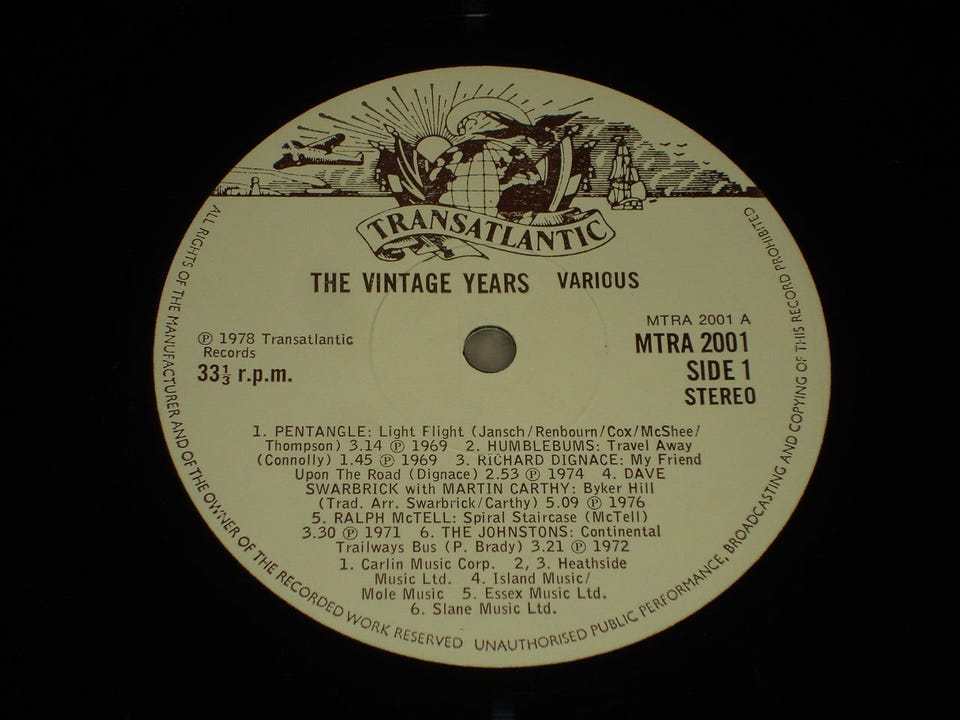 TRANSATLANTIC
THE VINTAGE YEARS VARIOUS
℗ 1978 Transatlantic
Records
33⅓ r.p.m.
MTRA 2001 A
MTRA 2001
SIDE 1
STEREO
1. PENTANGLE: Light Flight (Jansch/Renbourn/Cox/McShee/
Thompson) 3.14 ℗ 1969 2. HUMBLEBUMS: Travel Away
(Connolly) 1.45 ℗ 1969 3. RICHARD DIGNACE: My Friend
Upon The Road (Dignace) 2.53 ℗ 1974 4. DAVE
SWARBRICK with MARTIN CARTHY: Byker Hill
(Trad. Arr. Swarbrick/Carthy) 5.09 ℗ 1976
5. RALPH McTELL: Spiral Staircase (McTell)
3.30 ℗ 1971 6. THE JOHNSTONS: Continental
Trailways Bus (P. Brady) 3.21 ℗ 1972
1. Carlin Music Corp. 2, 3. Heathside
Music Ltd. 4. Island Music/
Mole Music 5. Essex Music Ltd.
6. Slane Music Ltd.
ALL RIGHTS OF THE MANUFACTURER AND OF THE OWNER OF THE RECORDED WORK RESERVED UNAUTHORISED PUBLIC PERFORMANCE, BROADCASTING AND COPYING OF THIS RECORD PROHIBITED